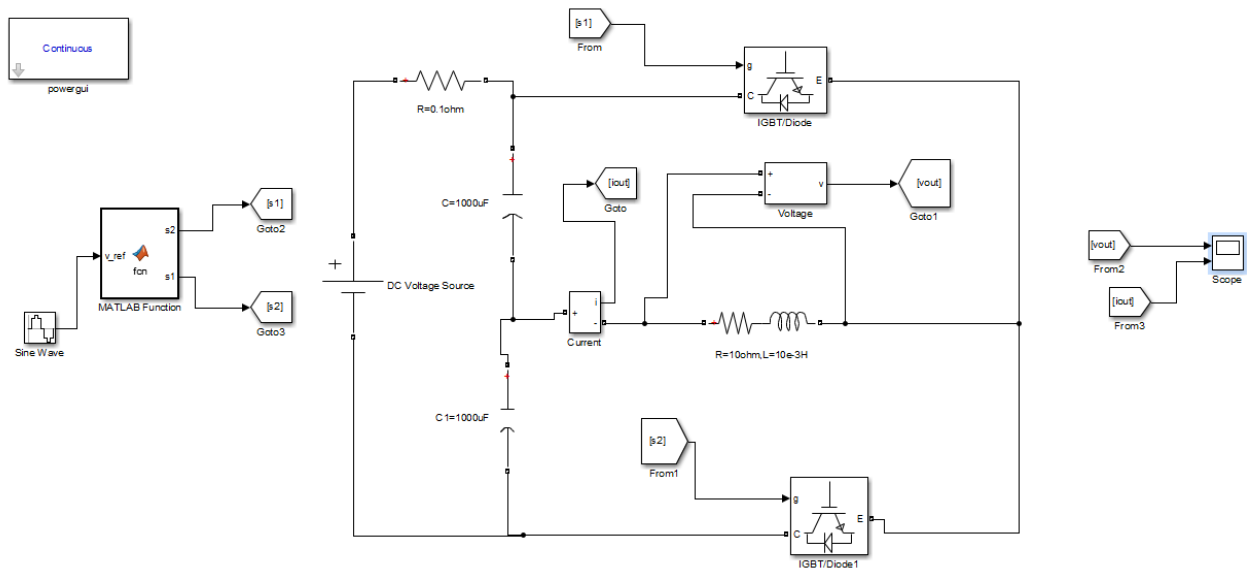 Continuous
powergui
[s1]
From
g
C
E
IGBT/Diode
R=0.1ohm
C=1000uF
[iout]
Goto
+
-
v
Voltage
[vout]
Goto1
v_ref
fcn
s2
s1
MATLAB Function
[s1]
Goto2
[s2]
Goto3
Sine Wave
+
DC Voltage Source
+
i
-
Current
R=10ohm,L=10e-3H
[vout]
From2
[iout]
From3
Scope
C1=1000uF
[s2]
From1
g
C
E
IGBT/Diode1